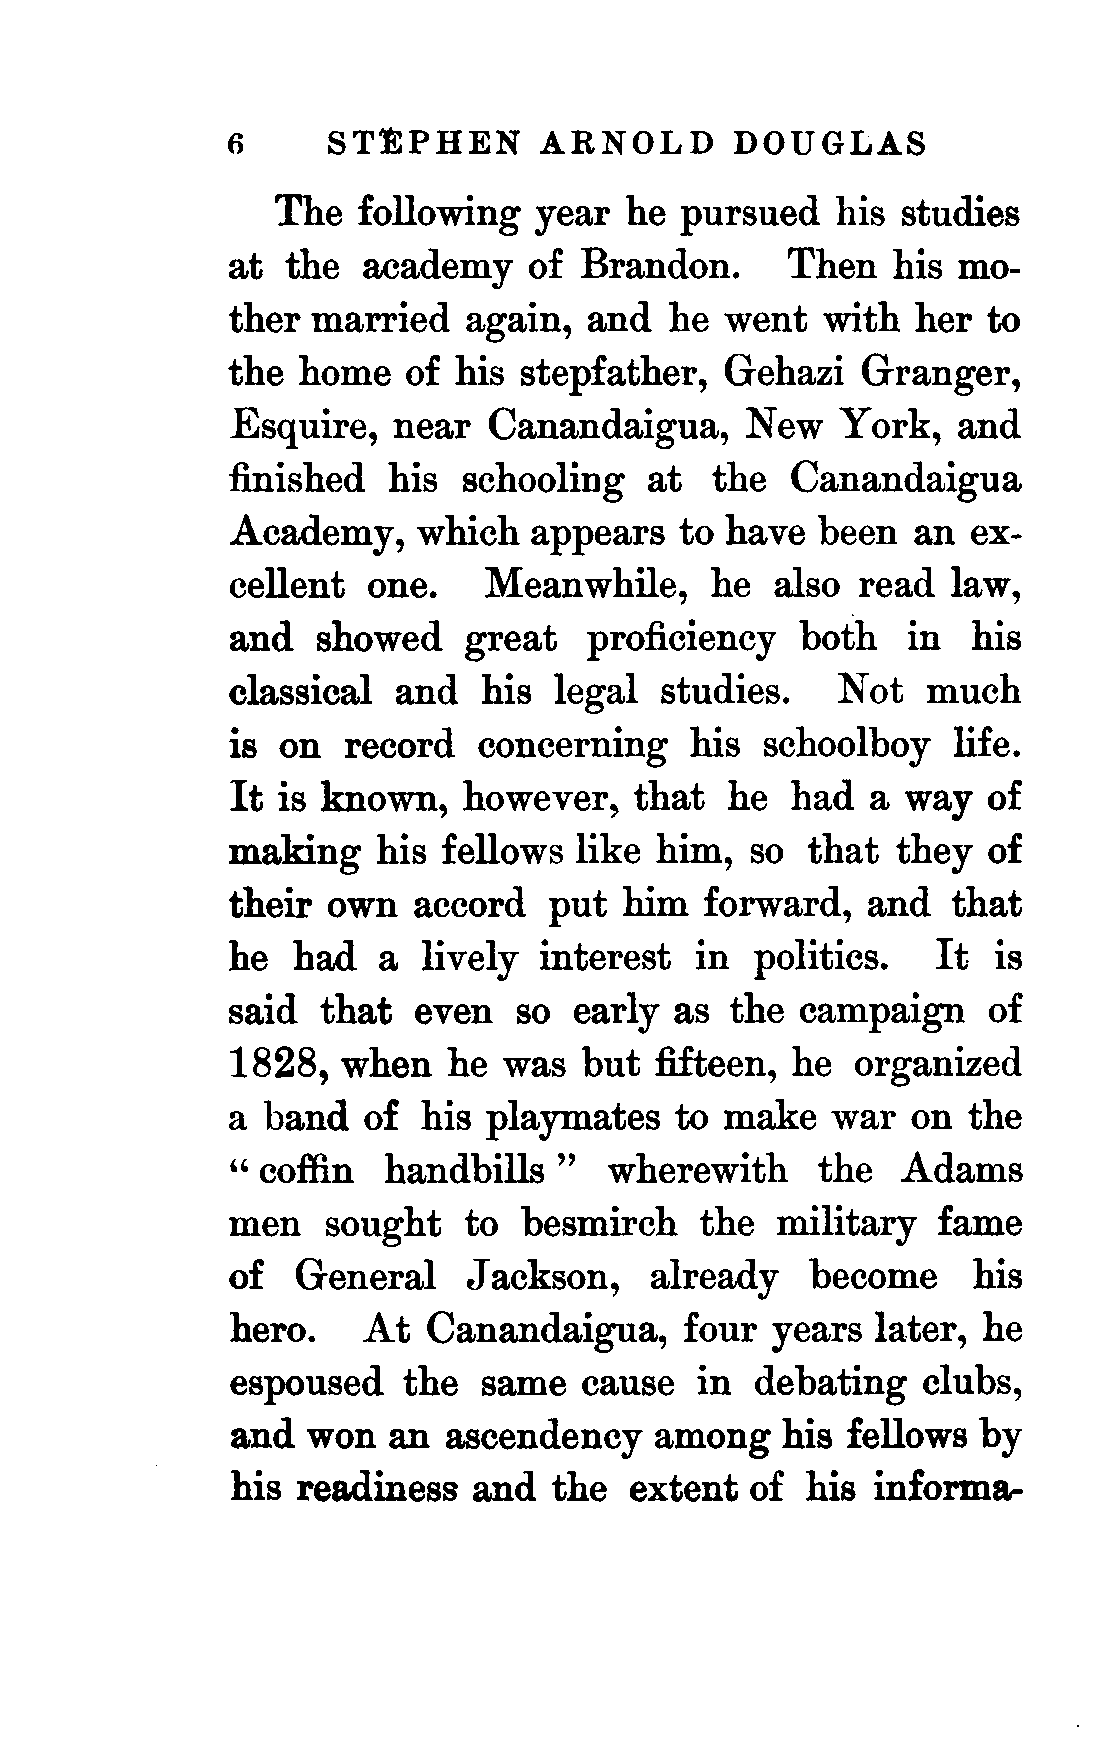 6 STEPHEN ARNOLD DOUGLAS
The following year he pursued his studies
at the academy of Brandon. Then his mo-
ther married again, and he went with her to
the home of his stepfather, Gehazi Granger,
Esquire, near Canandaigua, New York, and
finished his schooling at the Canandaigua
Academy, which appears to have been an ex-
cellent one. Meanwhile, he also read law,
and showed great proficiency both in his
classical and his legal studies. Not much
is on record concerning his schoolboy life.
It is known, however, that he had a way of
making his fellows like him, so that they of
their own accord put him forward, and that
he had a lively interest in politics. It is
said that even so early as the campaign of
1828, when he was but fifteen, he organized
a band of his playmates to make war on the
“ coffin handbills ” wherewith the Adams
men sought to besmirch the military fame
of General Jackson, already become his
hero. At Canandaigua, four years later, he
espoused the same cause in debating clubs,
and won an ascendency among his fellows by
his readiness and the extent of his informa-